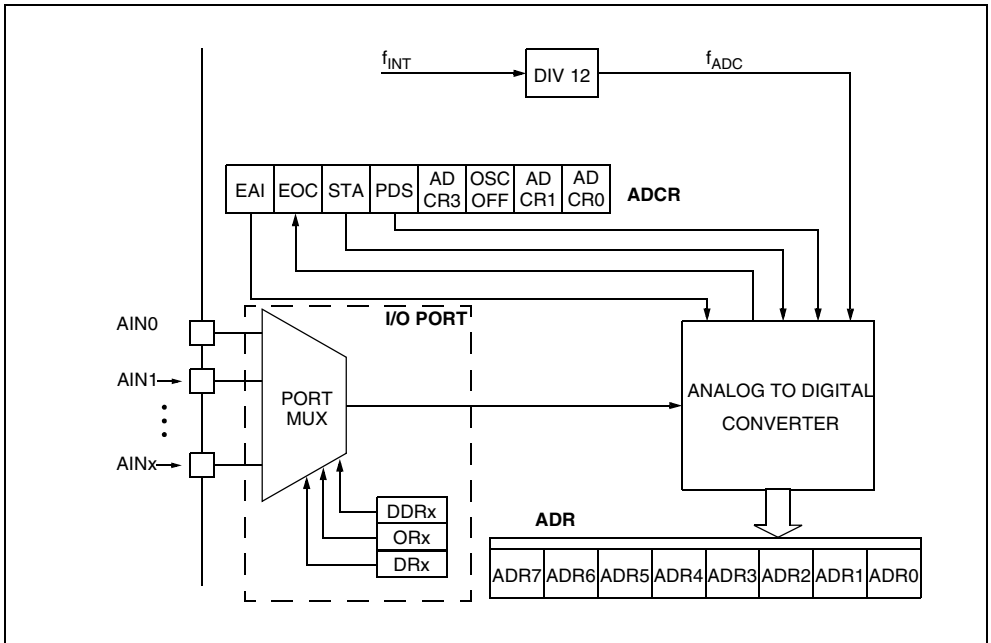 fINT
DIV 12
fADC
EAI EOC STA PDS AD CR3 OSC OFF AD CR1 AD CR0
ADCR
I/O PORT
AIN0
AIN1
AINx
PORT
MUX
ANALOG TO DIGITAL
CONVERTER
DDRx
ORx
DRx
ADR
ADR7 ADR6 ADR5 ADR4 ADR3 ADR2 ADR1 ADR0